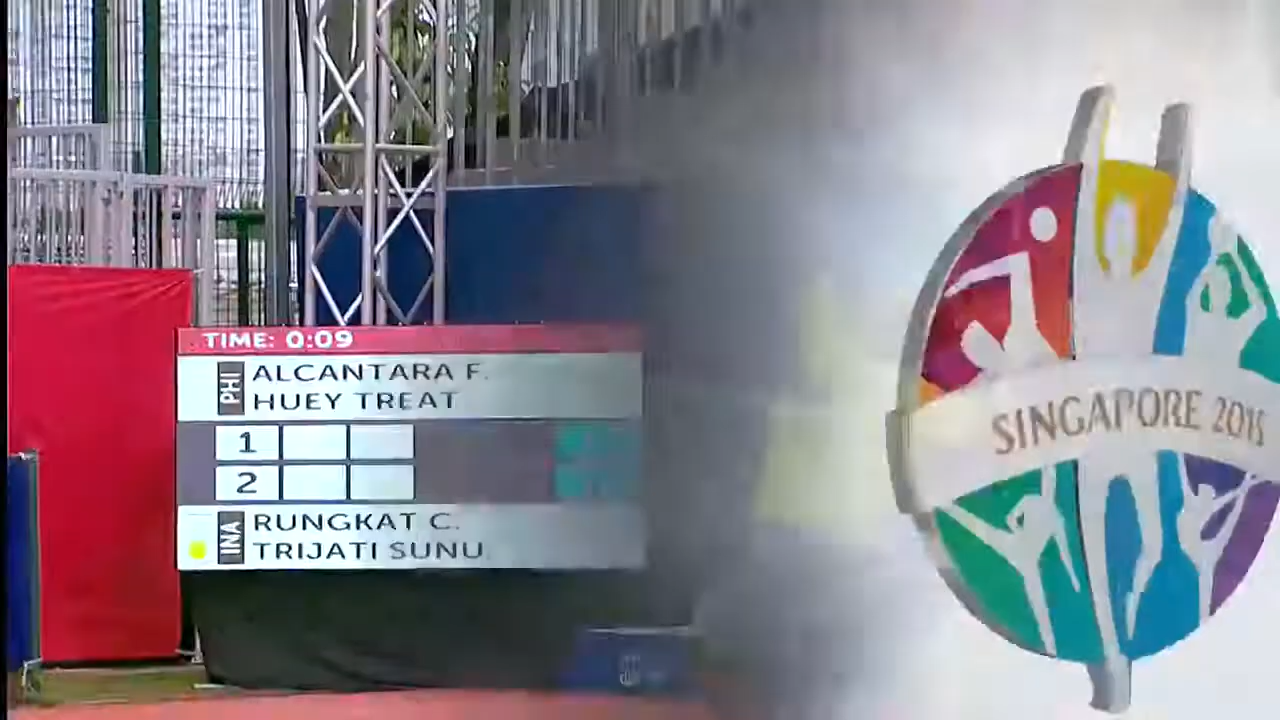 TIME: 0:09
PHI
ALCANTARA F.
HUEY TREAT
1
2
INA
RUNGKAT C.
TRIJATI SUNU
SINGAPORE 2015